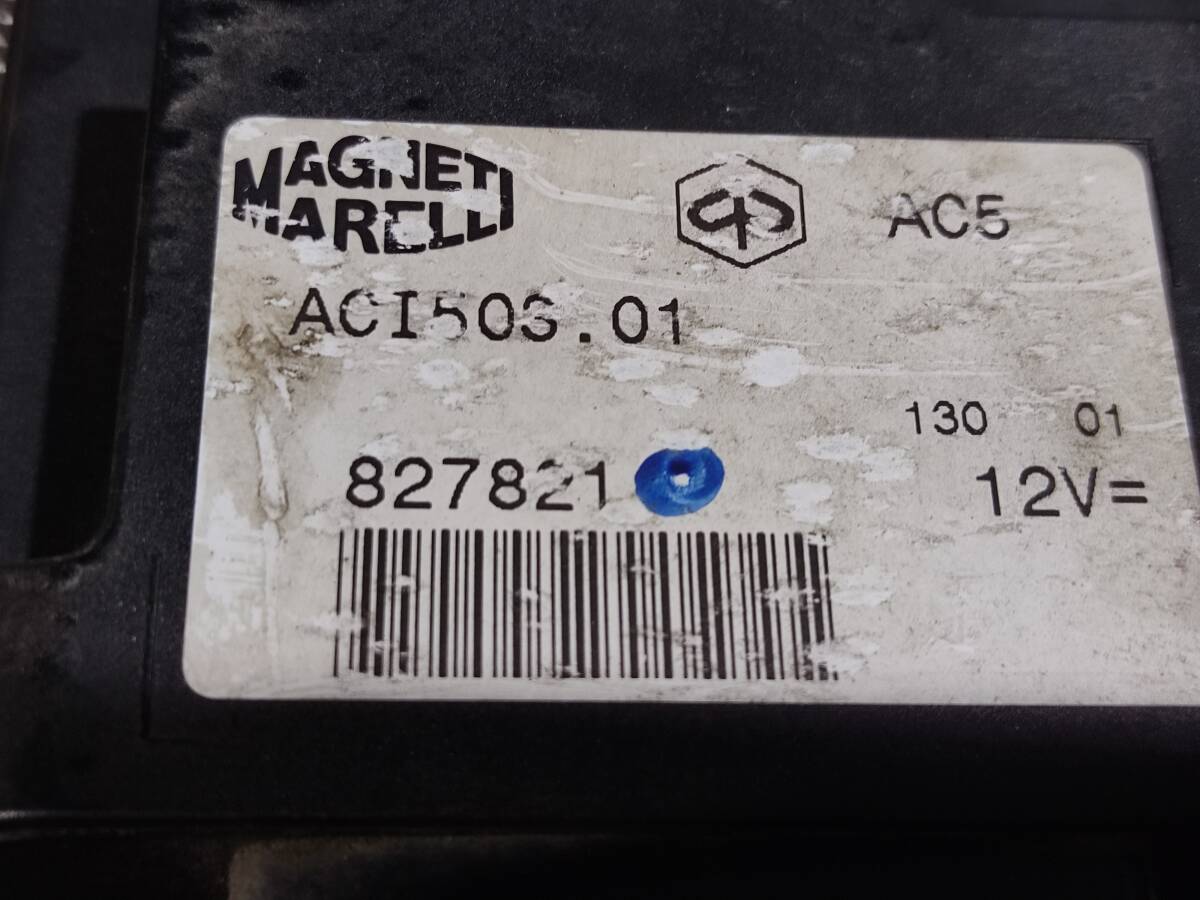 MAGNETI
MARELLI
AC5
ACI503.01
130 01
827821
12V=